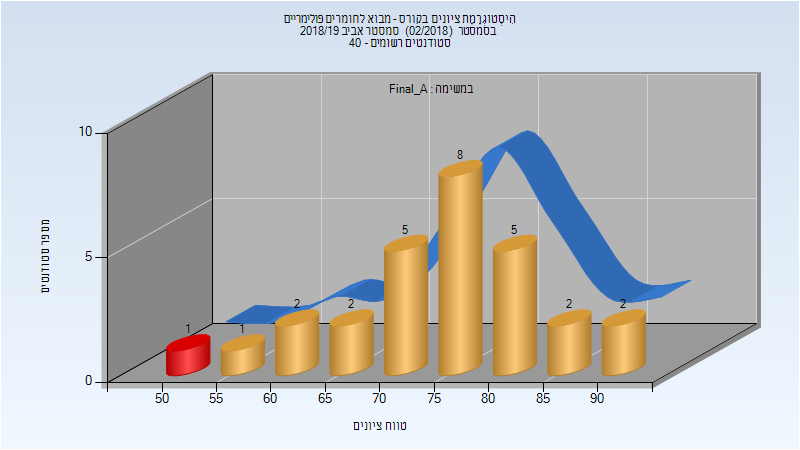 היסטוגרמת ציונים בקורס - מבוא לחומרים פולימריים
בסמסטר (02/2018) סמסטר אביב 2018/19
סטודנטים רשומים - 40
במשימה : Final_A
10
5
0
מספר סטודנטים
1
1
2
2
5
8
5
2
2
50 55 60 65 70 75 80 85 90
טווח ציונים